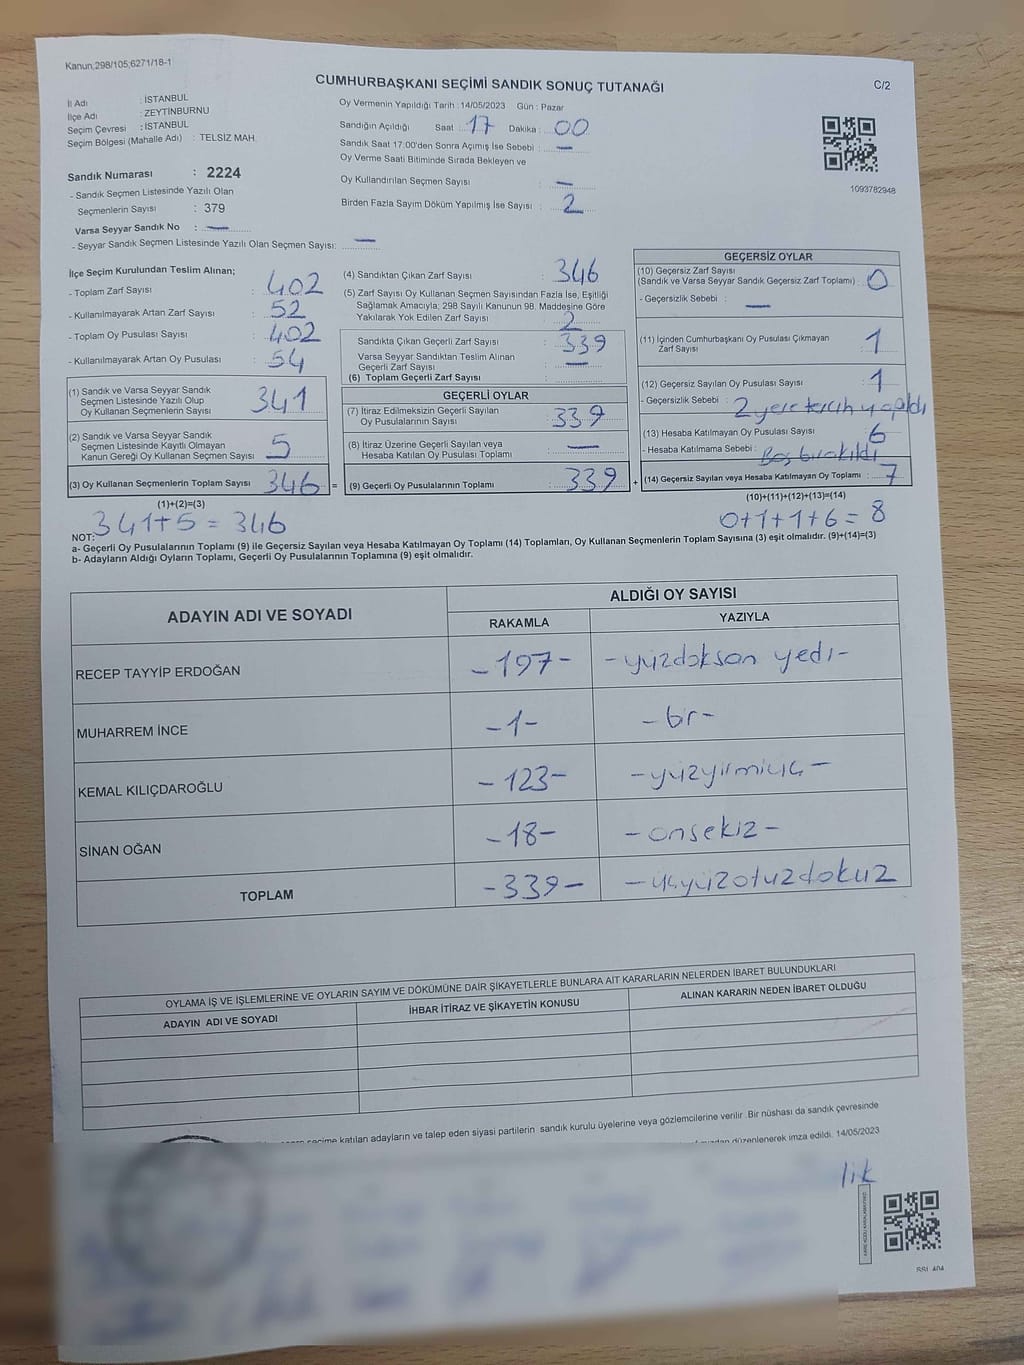 Kanun;298/105;6271/18-1
CUMHURBAŞKANI SEÇİMİ SANDIK SONUÇ TUTANAĞI
C/2
İl Adı : İSTANBUL
İlçe Adı : ZEYTİNBURNU
Seçim Çevresi : İSTANBUL
Seçim Bölgesi (Mahalle Adı) : TELSİZ MAH.
Sandık Numarası : 2224
- Sandık Seçmen Listesinde Yazılı Olan
Seçmenlerin Sayısı : 379
Varsa Seyyar Sandık No : —
- Seyyar Sandık Seçmen Listesinde Yazılı Olan Seçmen Sayısı: —
Oy Vermenin Yapıldığı Tarih : 14/05/2023 Gün : Pazar
Sandığın Açıldığı Saat : 17 Dakika : 00
Sandık Saat 17:00'den Sonra Açımış İse Sebebi : —
Oy Verme Saati Bitiminde Sırada Bekleyen ve
Oy Kullandırılan Seçmen Sayısı : —
Birden Fazla Sayım Döküm Yapılmış İse Sayısı : 2
1093782948
İlçe Seçim Kurulundan Teslim Alınan;
- Toplam Zarf Sayısı : 402
- Kullanılmayarak Artan Zarf Sayısı : 52
- Toplam Oy Pusulası Sayısı : 402
- Kullanılmayarak Artan Oy Pusulası : 54
(1) Sandık ve Varsa Seyyar Sandık
Seçmen Listesinde Yazılı Olup
Oy Kullanan Seçmenlerin Sayısı : 341
(2) Sandık ve Varsa Seyyar Sandık
Seçmen Listesinde Kayıtlı Olmayan
Kanun Gereği Oy Kullanan Seçmen Sayısı : 5
(3) Oy Kullanan Seçmenlerin Toplam Sayısı : 346 =
(1)+(2)=(3)
341+5 = 346
(4) Sandıktan Çıkan Zarf Sayısı : 346
(5) Zarf Sayısı Oy Kullanan Seçmen Sayısından Fazla İse, Eşitliği
Sağlamak Amacıyla; 298 Sayılı Kanunun 98. Maddesine Göre
Yakılarak Yok Edilen Zarf Sayısı : 2
Sandıkta Çıkan Geçerli Zarf Sayısı : 339
Varsa Seyyar Sandıktan Teslim Alınan
Geçerli Zarf Sayısı : —
(6) Toplam Geçerli Zarf Sayısı :
GEÇERLİ OYLAR
(7) İtiraz Edilmeksizin Geçerli Sayılan
Oy Pusulalarının Sayısı : 339
(8) İtiraz Üzerine Geçerli Sayılan veya
Hesaba Katılan Oy Pusulası Toplamı : —
(9) Geçerli Oy Pusulalarının Toplamı : 339 +
GEÇERSİZ OYLAR
(10) Geçersiz Zarf Sayısı
(Sandık ve Varsa Seyyar Sandık Geçersiz Zarf Toplamı) : 0
- Geçersizlik Sebebi : —
(11) İçinden Cumhurbaşkanı Oy Pusulası Çıkmayan
Zarf Sayısı : 1
(12) Geçersiz Sayılan Oy Pusulası Sayısı : 1
- Geçersizlik Sebebi : 2 yere tercih yapıldı
(13) Hesaba Katılmayan Oy Pusulası Sayısı : 6
- Hesaba Katılmama Sebebi : Boş bırakıldı
(14) Geçersiz Sayılan veya Hesaba Katılmayan Oy Toplamı : 7
(10)+(11)+(12)+(13)=(14)
0+1+1+6 = 8
NOT:
a- Geçerli Oy Pusulalarının Toplamı (9) ile Geçersiz Sayılan veya Hesaba Katılmayan Oy Toplamı (14) Toplamları, Oy Kullanan Seçmenlerin Toplam Sayısına (3) eşit olmalıdır. (9)+(14)=(3)
b- Adayların Aldığı Oyların Toplamı, Geçerli Oy Pusulalarının Toplamına (9) eşit olmalıdır.
ADAYIN ADI VE SOYADI
ALDIĞI OY SAYISI
RAKAMLA YAZIYLA
RECEP TAYYİP ERDOĞAN -197- -yüzdoksan yedi-
MUHARREM İNCE -1- -bir-
KEMAL KILIÇDAROĞLU -123- -yüzyirmiüç-
SİNAN OĞAN -18- -onsekiz-
TOPLAM -339- -üçyüzotuzdokuz
OYLAMA İŞ VE İŞLEMLERİNE VE OYLARIN SAYIM VE DÖKÜMÜNE DAİR ŞİKAYETLERLE BUNLARA AİT KARARLARIN NELERDEN İBARET BULUNDUKLARI
ADAYIN ADI VE SOYADI İHBAR İTİRAZ VE ŞİKAYETİN KONUSU ALINAN KARARIN NEDEN İBARET OLDUĞU
seçime katılan adayların ve talep eden siyasi partilerin sandık kurulu üyelerine veya gözlemcilerine verilir. Bir nüshası da sandık çevresinde
düzenlenerek imza edildi. 14/05/2023
lik